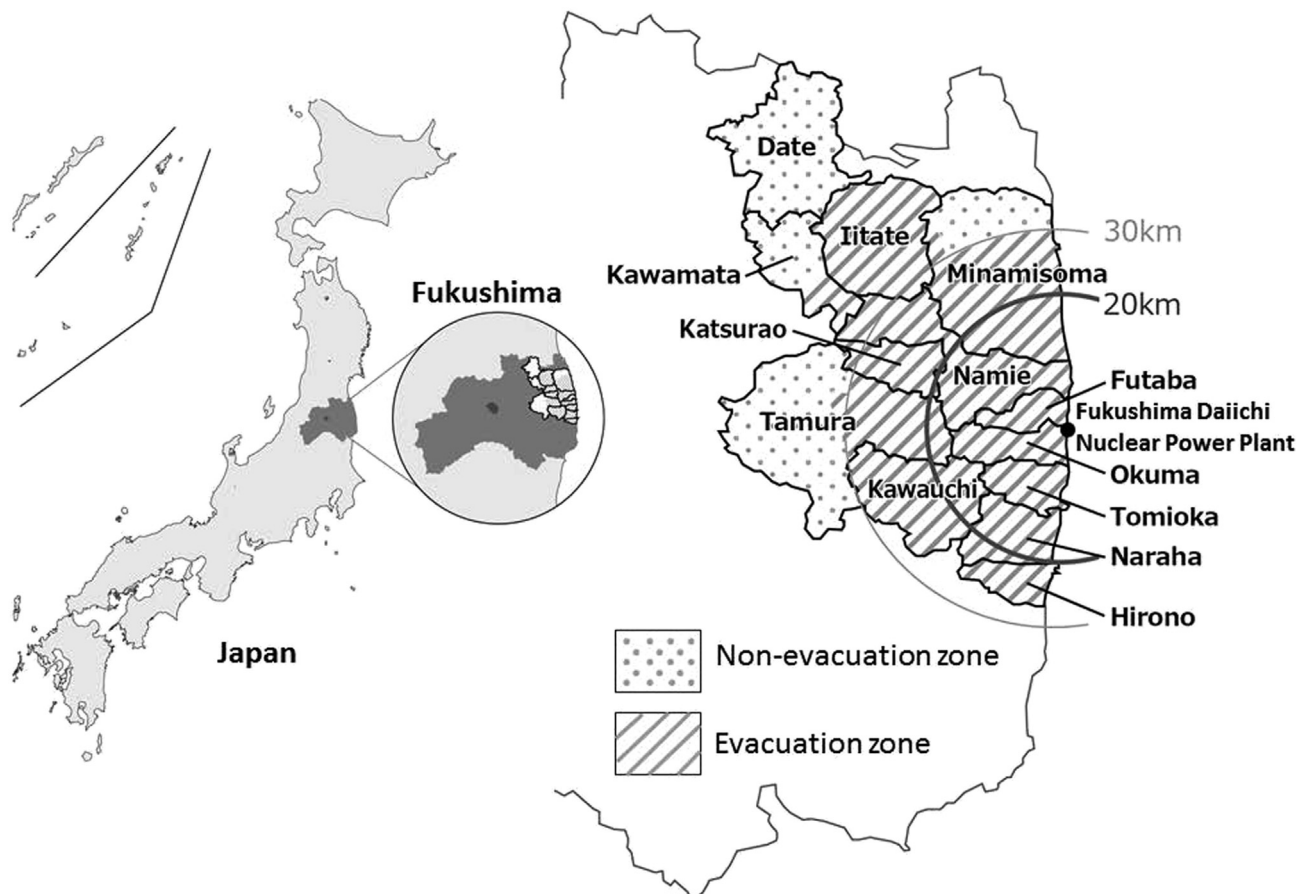 Fukushima
Japan
Date
Iitate
Kawamata
Minamisoma
30km
20km
Katsurao
Namie
Futaba
Fukushima Daiichi
Nuclear Power Plant
Tamura
Okuma
Kawauchi
Tomioka
Naraha
Hirono
Non-evacuation zone
Evacuation zone